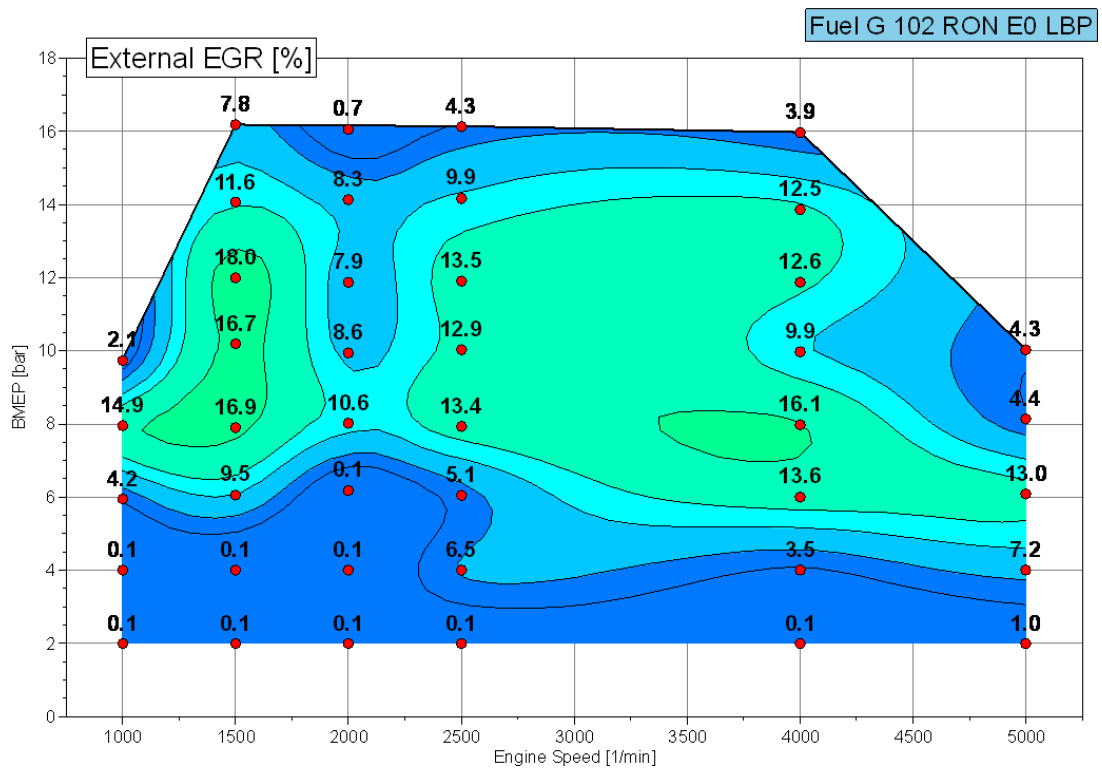 Fuel G 102 RON E0 LBP
External EGR [%]
18
16
14
12
10
8
6
4
2
0
BMEP [bar]
7.8 0.7 4.3 3.9
11.6 8.3 9.9 12.5
18.0 7.9 13.5 12.6
2.1 16.7 8.6 12.9 9.9 4.3
14.9 16.9 10.6 13.4 16.1 4.4
4.2 9.5 0.1 5.1 13.6 13.0
0.1 0.1 0.1 6.5 3.5 7.2
0.1 0.1 0.1 0.1 0.1 1.0
1000 1500 2000 2500 3000 3500 4000 4500 5000
Engine Speed [1/min]